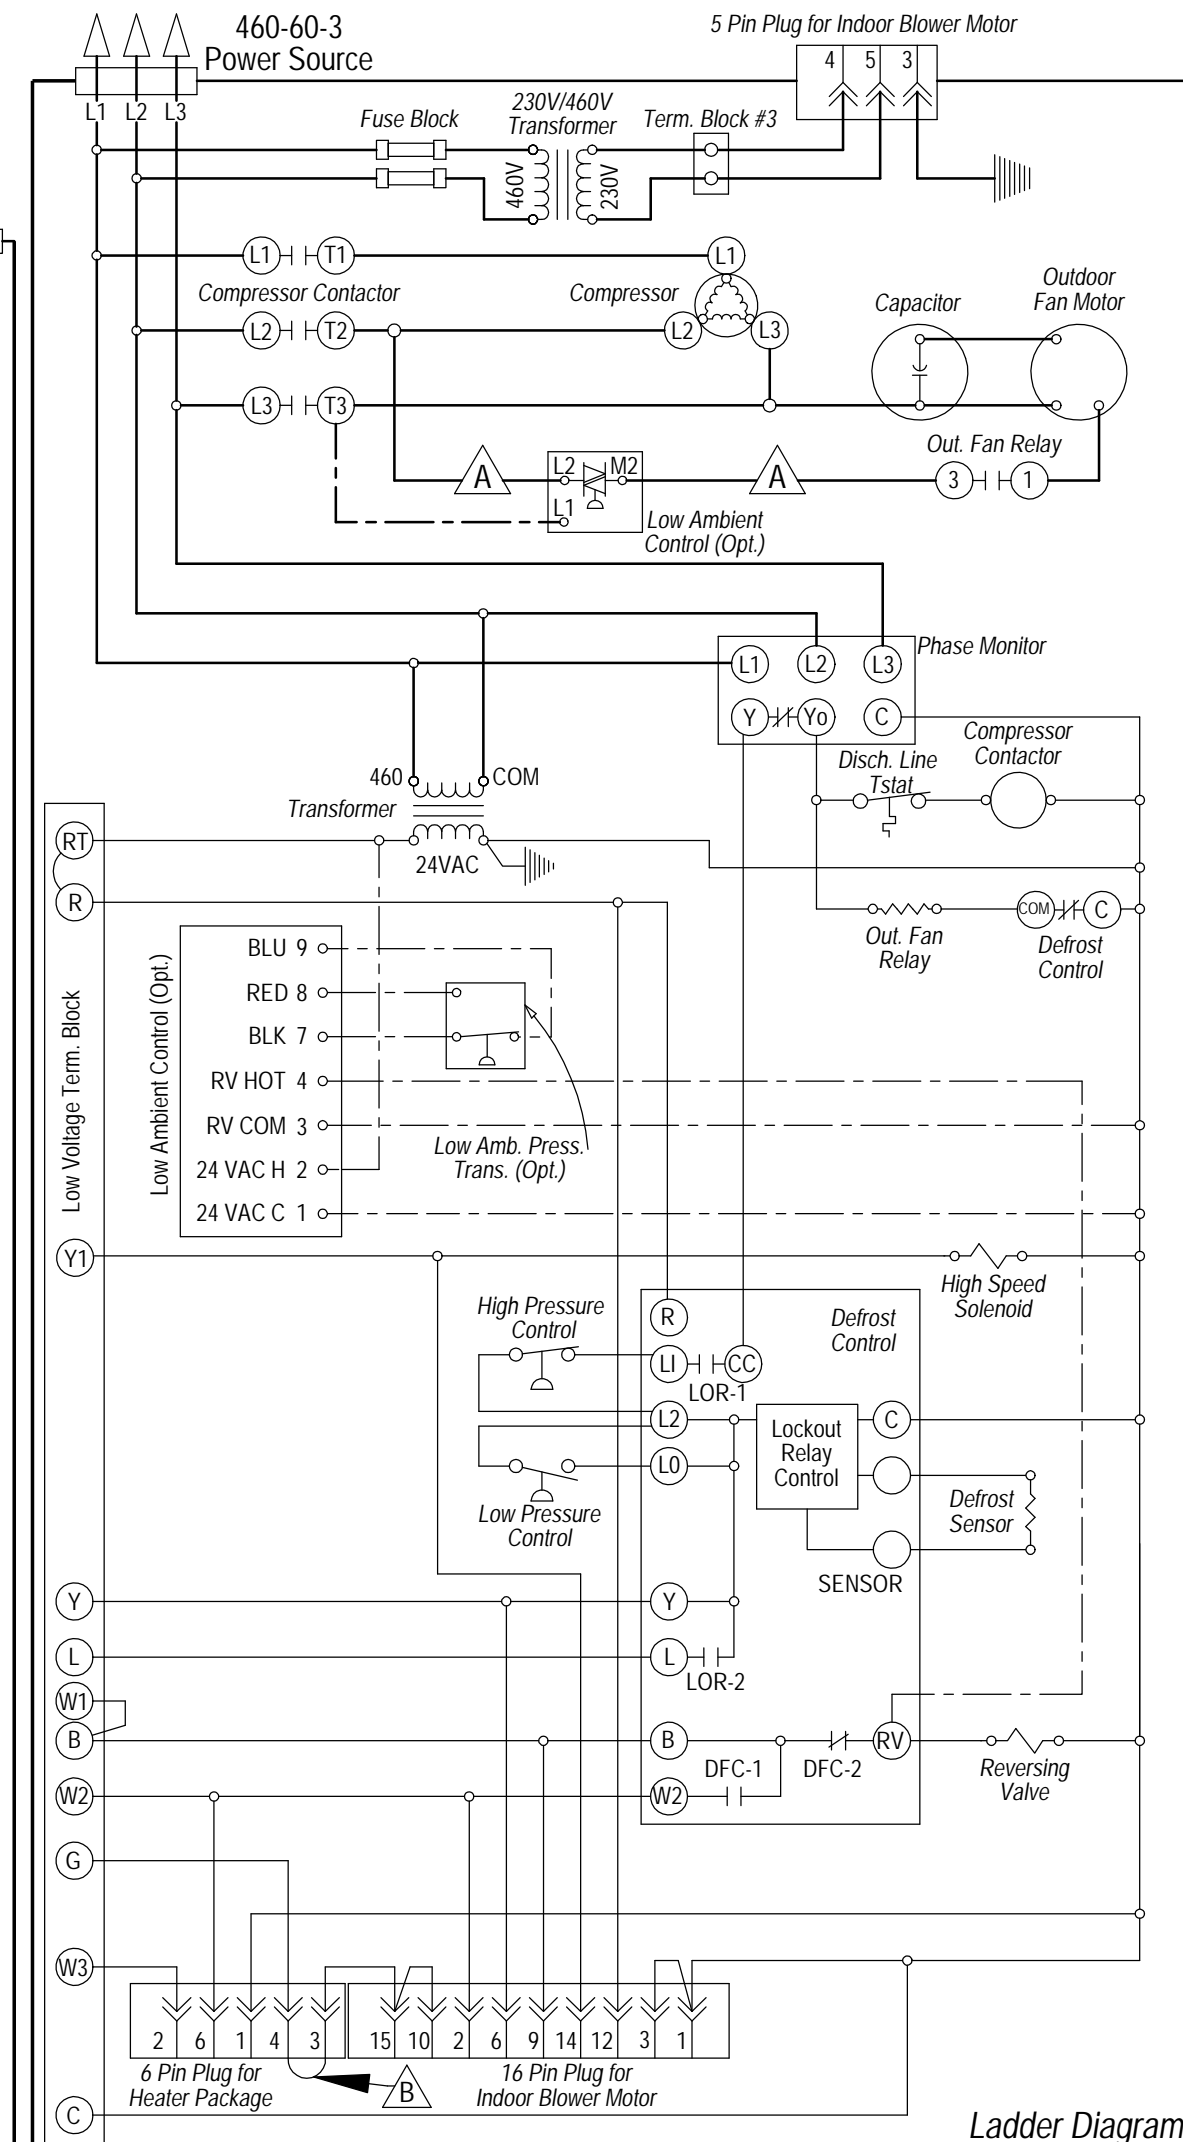 460-60-3
Power Source
5 Pin Plug for Indoor Blower Motor
4 5 3
L1 L2 L3
Fuse Block
230V/460V
Transformer
Term. Block #3
460V
230V
L1 T1
L1
Compressor Contactor
Compressor
L2 T2
L2 L3
Capacitor
Outdoor
Fan Motor
L3 T3
Out. Fan Relay
A
L2 M2
L1
A
3 1
Low Ambient
Control (Opt.)
Phase Monitor
L1 L2 L3
Y Yo C
Compressor
Contactor
Disch. Line
Tstat
460 COM
Transformer
24VAC
RT
R
COM C
Out. Fan
Relay
Defrost
Control
Low Voltage Term. Block
Low Ambient Control (Opt.)
BLU 9
RED 8
BLK 7
RV HOT 4
RV COM 3
24 VAC H 2
24 VAC C 1
Low Amb. Press.
Trans. (Opt.)
Y1
High Speed
Solenoid
High Pressure
Control
R
Defrost
Control
LI CC
LOR-1
L2
Lockout
Relay
Control
C
L0
Low Pressure
Control
Defrost
Sensor
SENSOR
Y
Y
L
L
LOR-2
W1
B
B
DFC-1
DFC-2
RV
Reversing
Valve
W2
W2
G
W3
2 6 1 4 3
15 10 2 6 9 14 12 3 1
6 Pin Plug for
Heater Package
B
16 Pin Plug for
Indoor Blower Motor
C
Ladder Diagram